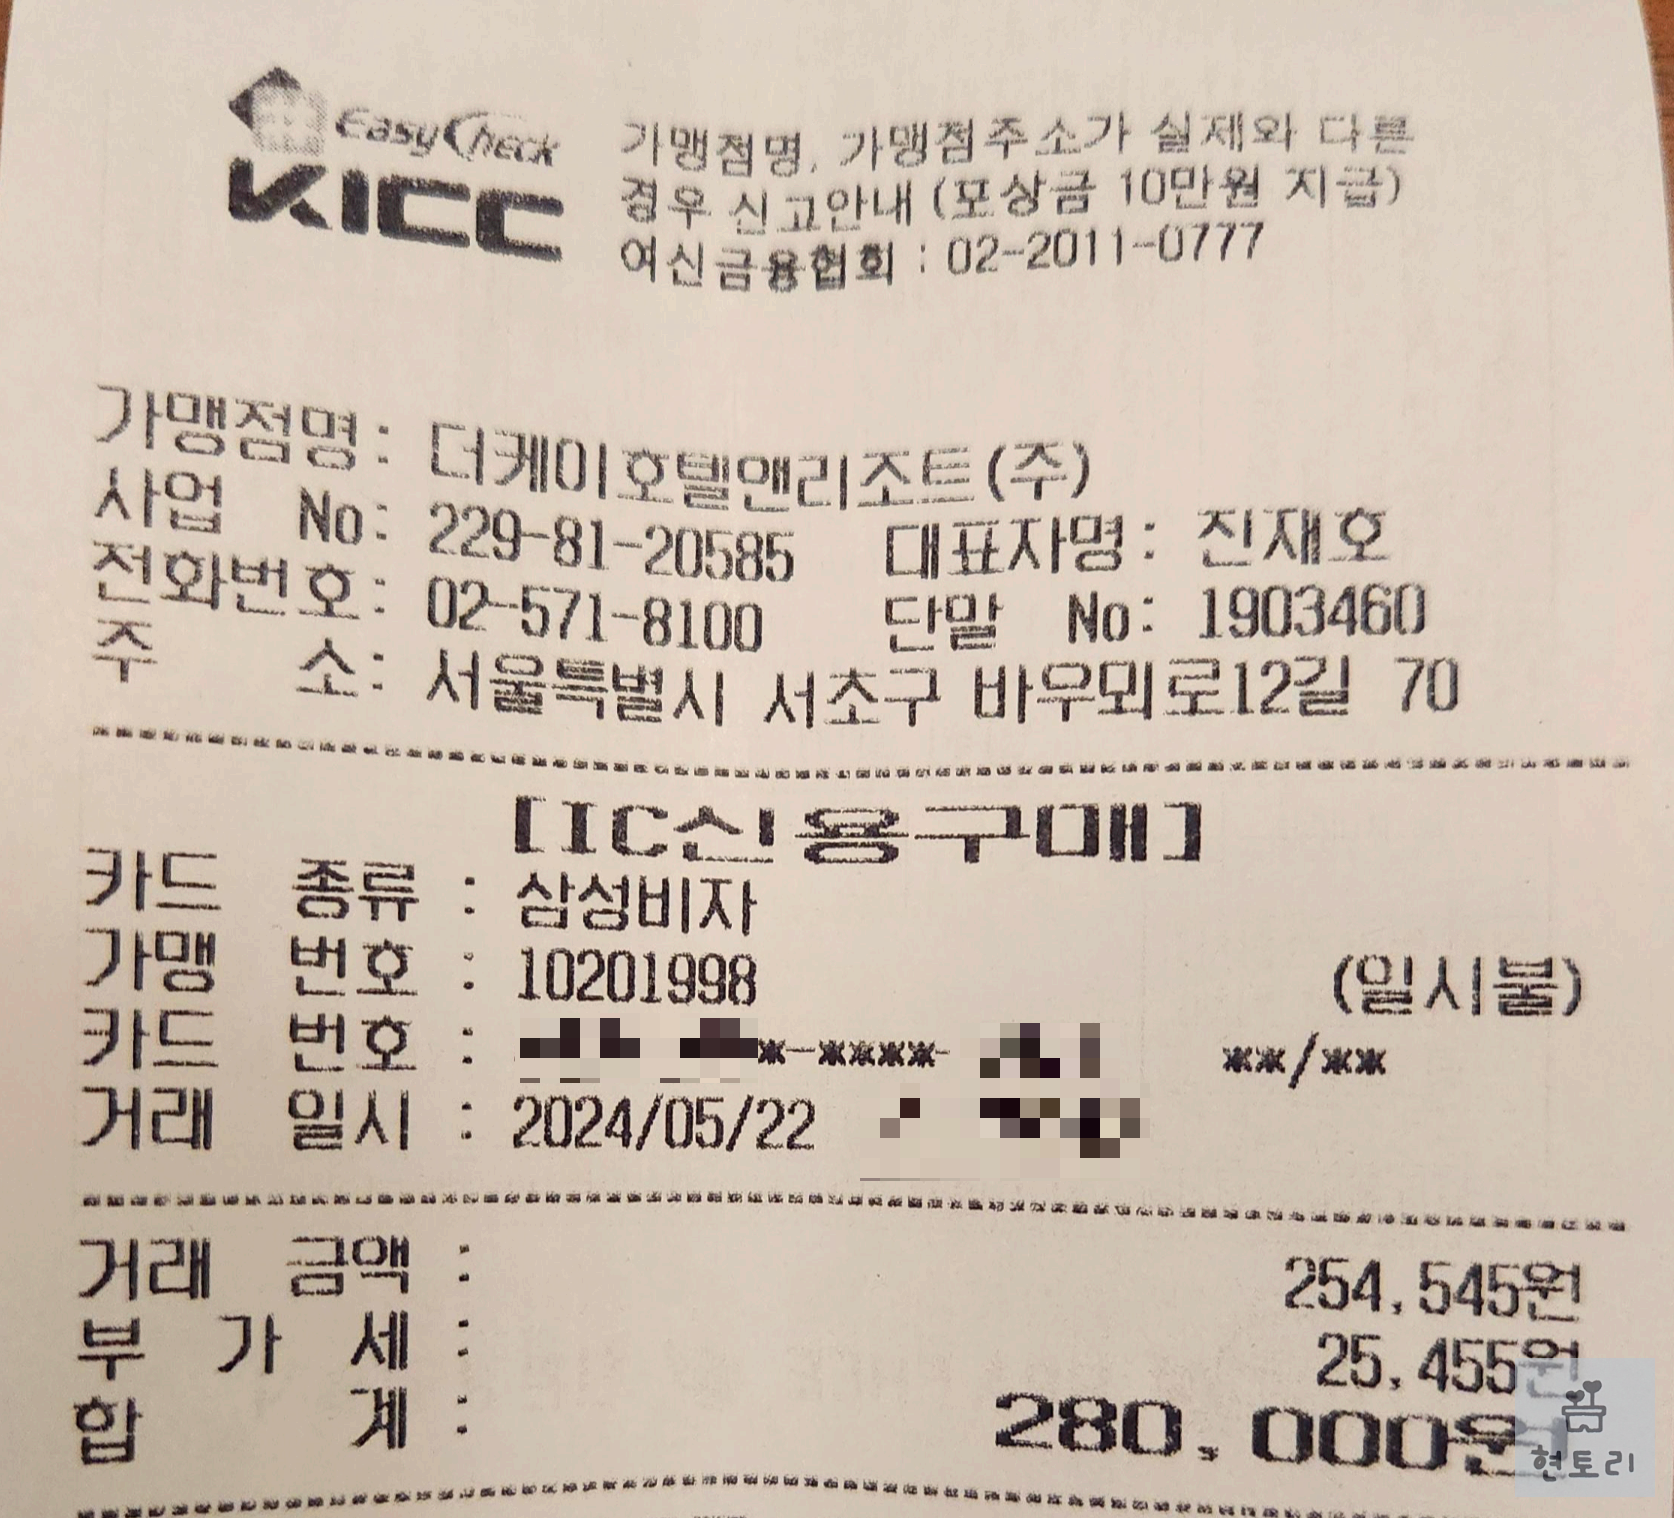 EasyCheck
KICC
가맹점명, 가맹점주소가 실제와 다른
경우 신고안내 (포상금 10만원 지급)
여신금융협회 : 02-2011-0777
가맹점명: 더케이호텔앤리조트(주)
사업 No: 229-81-20585 대표자명: 진재호
전화번호: 02-571-8100 단말 No: 1903460
주 소: 서울특별시 서초구 바우뫼로12길 70
[IC신용구매]
카드 종류 : 삼성비자
가맹 번호 : 10201998 (일시불)
카드 번호 : *-****- **/**
거래 일시 : 2024/05/22
거래 금액 : 254,545원
부 가 세 : 25,455원
합 계 : 280,000원
현토리